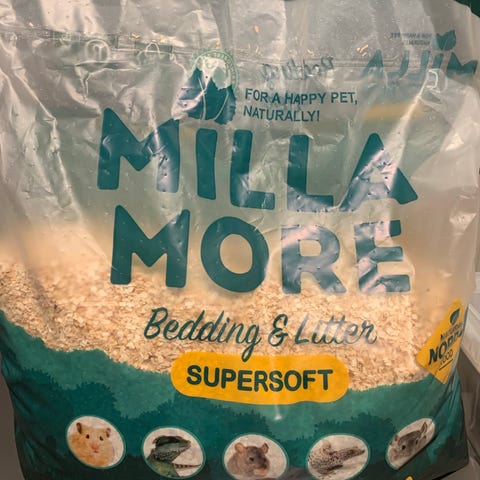 FOR A HAPPY PET,
NATURALLY!
MILLA
MORE
Bedding & Litter
SUPERSOFT